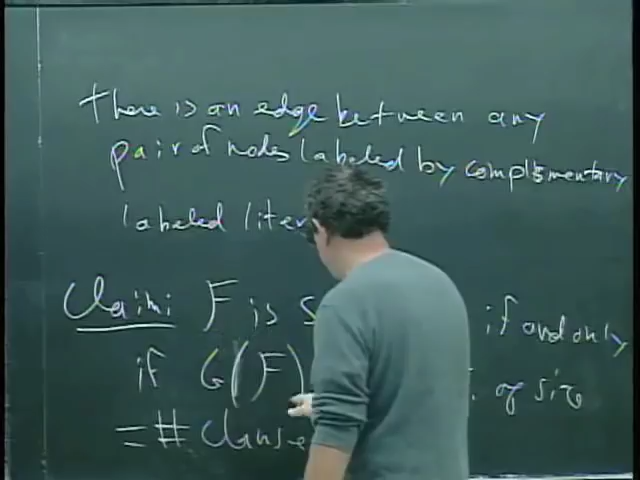 There is an edge between any
pair of nodes labeled by complementary
labeled liter
Claim: F is S if and only
if G(F) of size
= # clause